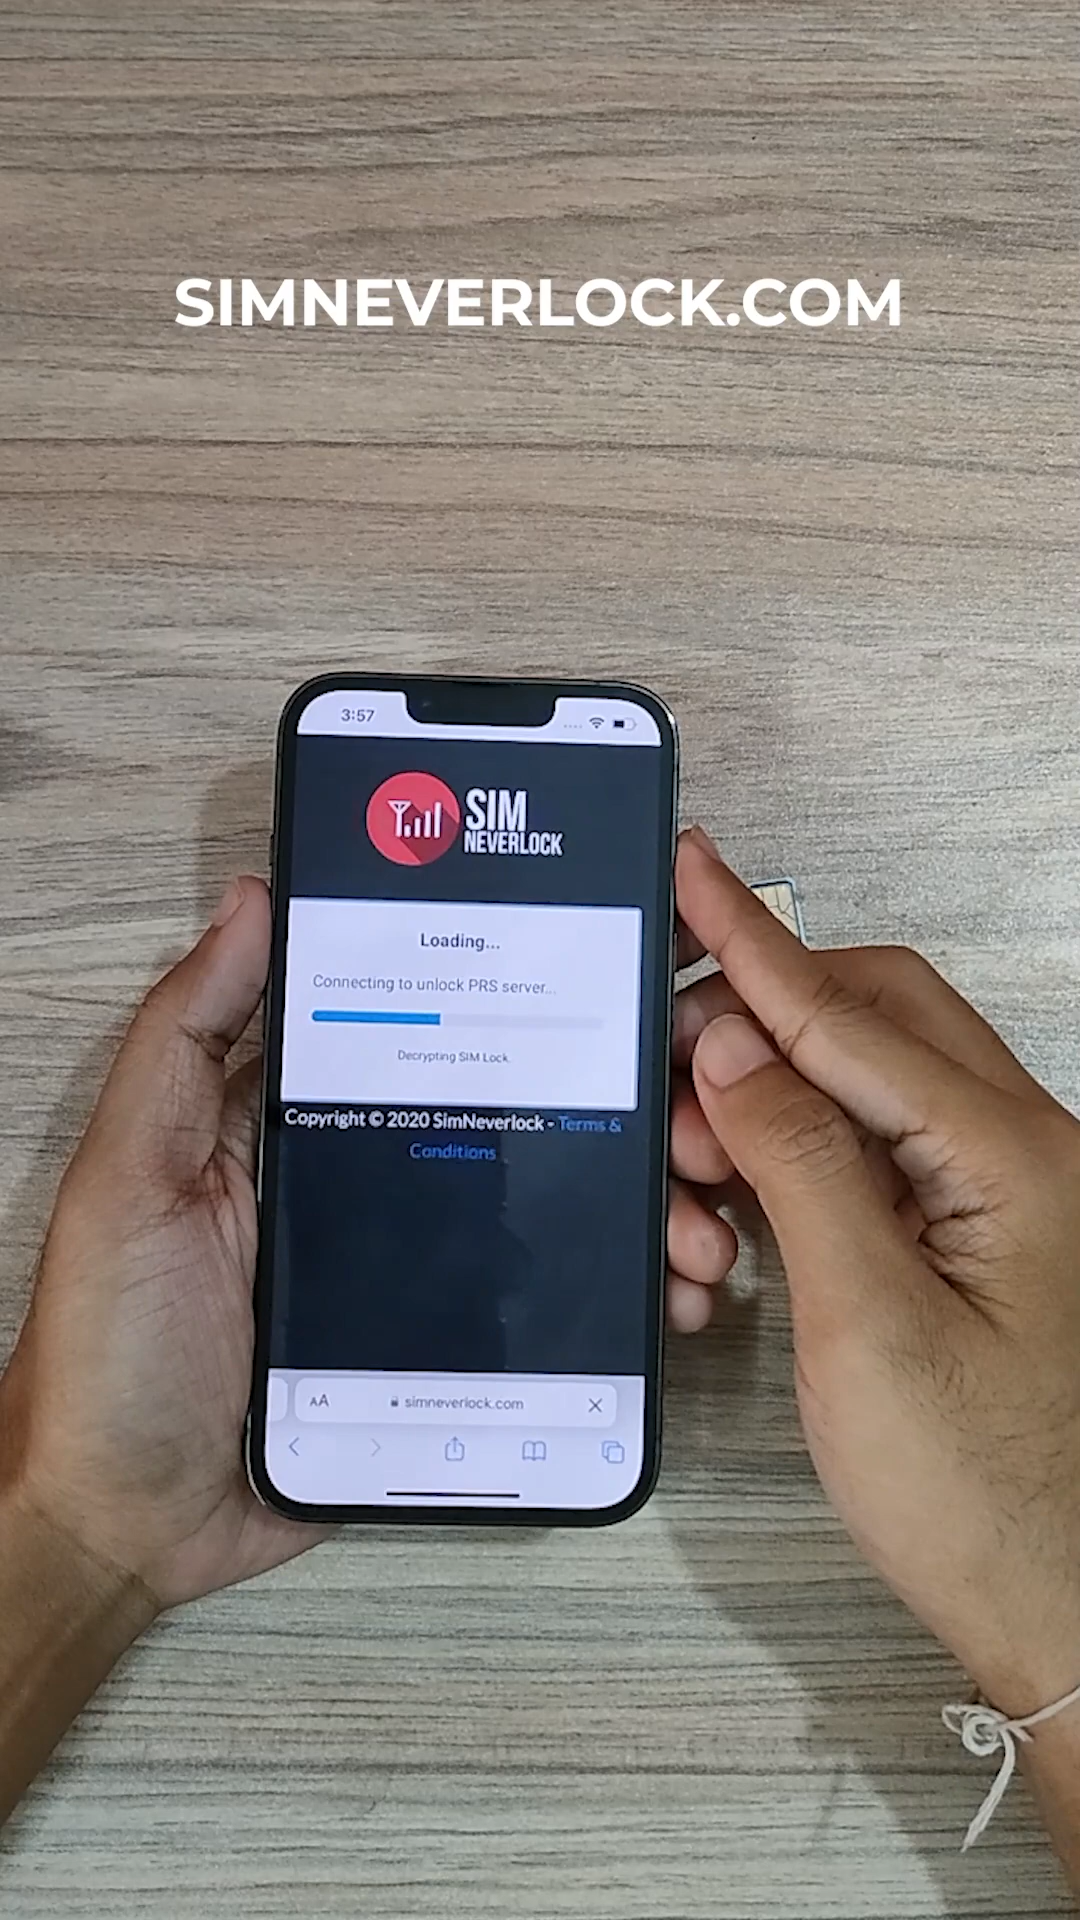 SIMNEVERLOCK.COM
3:57
SIM
NEVERLOCK
Loading...
Connecting to unlock PRS server...
Decrypting SIM Lock.
Copyright © 2020 SimNeverlock - Terms &
Conditions
AA
simneverlock.com